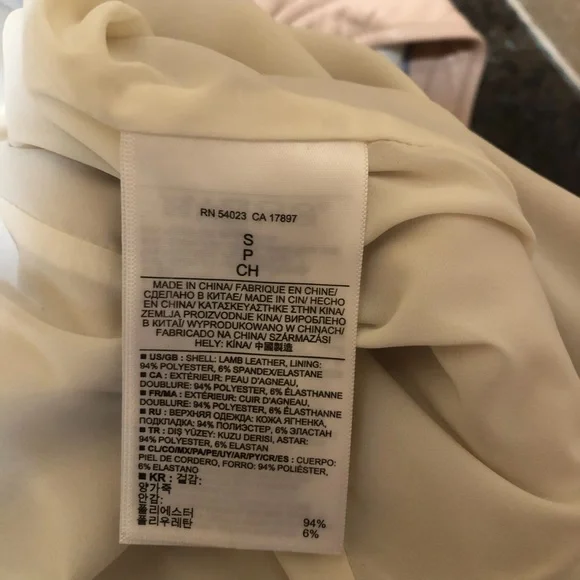 RN 54023 CA 17897
S
P
CH
MADE IN CHINA/ FABRIQUE EN CHINE/
СДЕЛАНО В КИТАЕ/ MADE IN CIN/ HECHO
EN CHINA/ ΚΑΤΑΣΚΕΥΑΣΤΗΚΕ ΣΤΗΝ ΚΙΝΑ/
ZEMLJA PROIZVODNJE KINA/ ВИРОБЛЕНО
В КИТАЇ/ WYPRODUKOWANO W CHINACH/
FABRICADO NA CHINA/ SZÁRMAZÁSI
HELY: KÍNA/ 中國製造
■ US/GB : SHELL: LAMB LEATHER, LINING:
94% POLYESTER, 6% SPANDEX/ELASTANE
■ CA : EXTÉRIEUR: PEAU D'AGNEAU,
DOUBLURE: 94% POLYESTER, 6% ÉLASTHANNE
■ FR/MA : EXTÉRIEUR: CUIR D'AGNEAU,
DOUBLURE: 94% POLYESTER, 6% ÉLASTHANNE
■ RU : ВЕРХНЯЯ ОДЕЖДА: КОЖА ЯГНЕНКА,
ПОДКЛАДКА: 94% ПОЛИЭСТЕР, 6% ЭЛАСТАН
■ TR : DIŞ YÜZEY: KUZU DERISI, ASTAR:
94% POLYESTER, 6% ELASTAN
■ CL/CO/MX/PA/PE/UY/AR/PY/CR/ES : CUERPO:
PIEL DE CORDERO, FORRO: 94% POLIÉSTER,
6% ELASTANO
■ KR : 겉감:
양가죽
안감:
폴리에스터 94%
폴리우레탄 6%